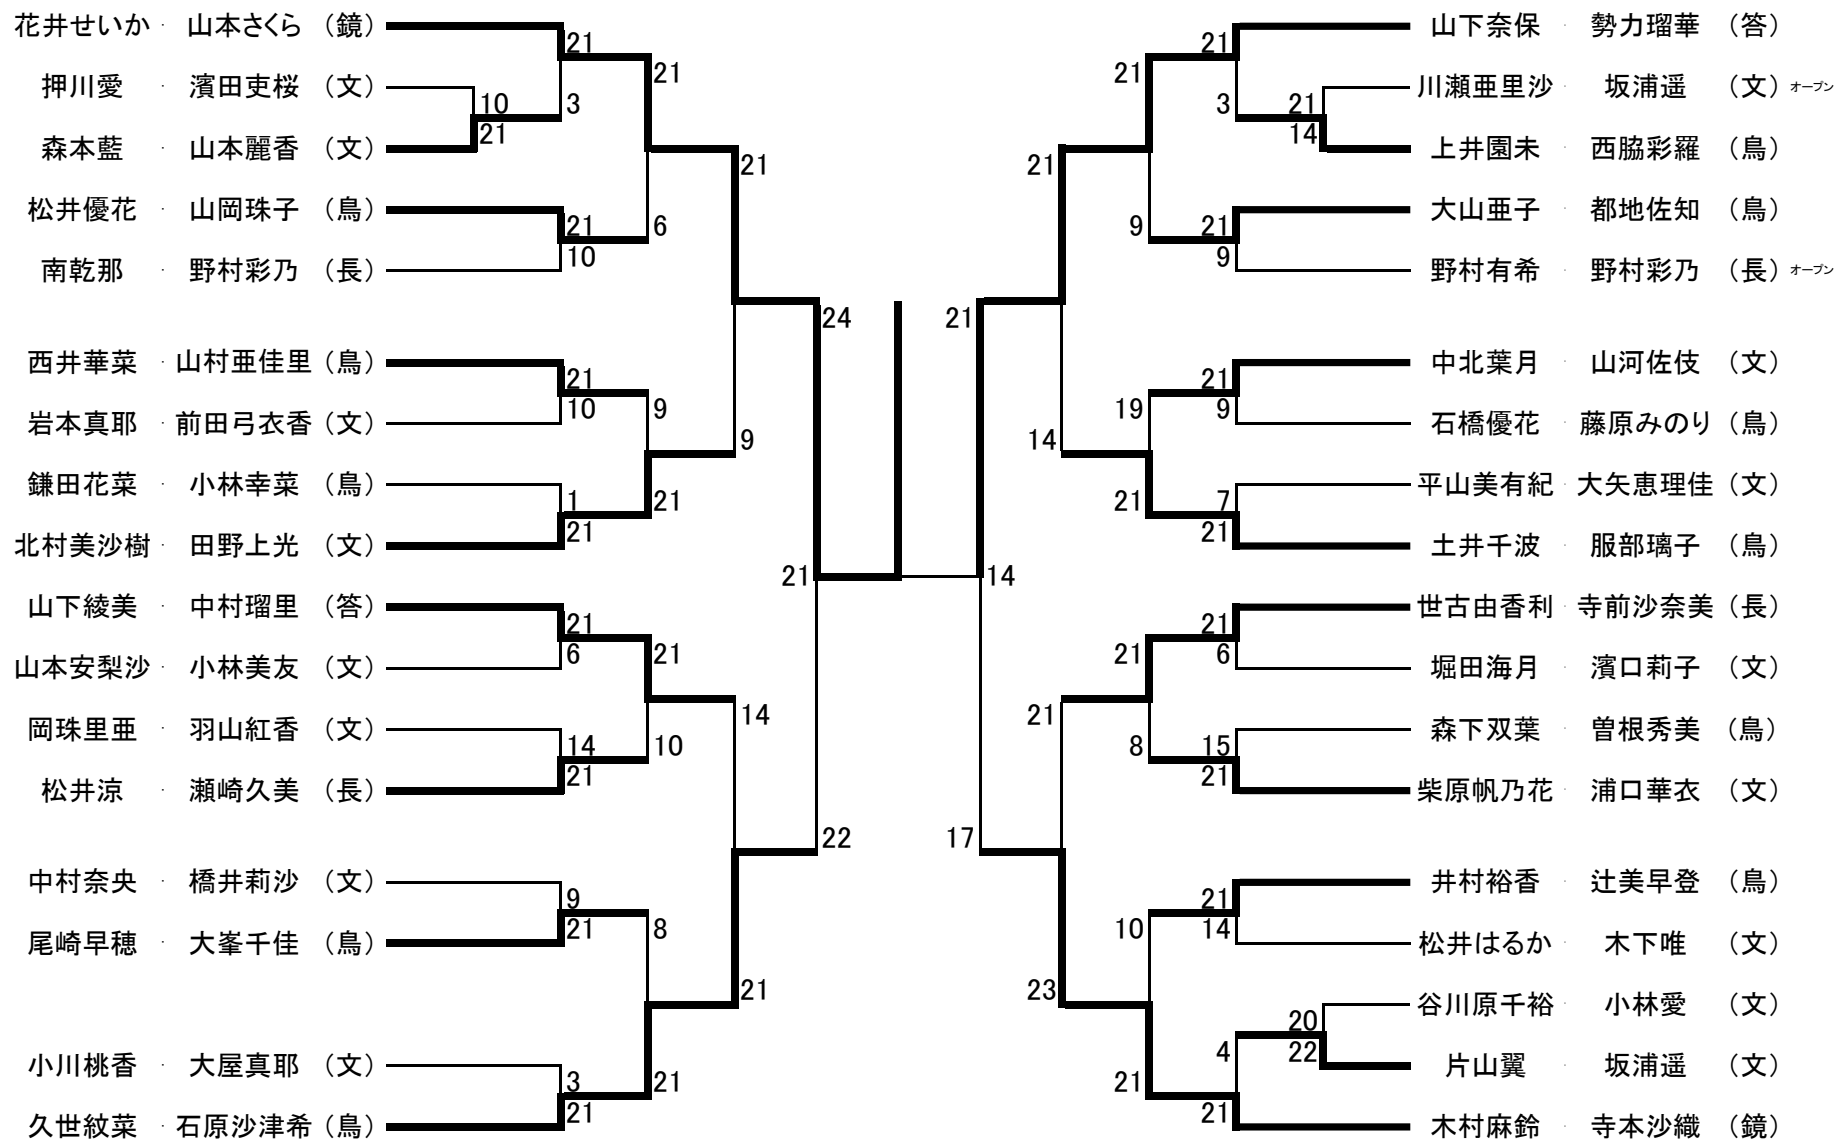 花井せいか ・ 山本さくら （鏡）
押川愛 ・ 濱田吏桜 （文）
森本藍 ・ 山本麗香 （文）
松井優花 ・ 山岡珠子 （鳥）
南乾那 ・ 野村彩乃 （長）
西井華菜 ・ 山村亜佳里 （鳥）
岩本真耶 ・ 前田弓衣香 （文）
鎌田花菜 ・ 小林幸菜 （鳥）
北村美沙樹 ・ 田野上光 （文）
山下綾美 ・ 中村瑠里 （答）
山本安梨沙 ・ 小林美友 （文）
岡珠里亜 ・ 羽山紅香 （文）
松井涼 ・ 瀬崎久美 （長）
中村奈央 ・ 橋井莉沙 （文）
尾崎早穂 ・ 大峯千佳 （鳥）
小川桃香 ・ 大屋真耶 （文）
久世紋菜 ・ 石原沙津希 （鳥）
10
21
21
3
21
10
21
10
1
21
21
6
14
21
9
21
3
21
21
6
9
21
21
10
8
21
21
9
14
21
24
22
21
14
21
17
21
14
21
23
21
9
19
21
21
8
10
21
21
3
21
9
21
9
7
21
21
6
15
21
21
14
4
21
21
14
20
22
山下奈保 ・ 勢力瑠華 （答）
川瀬亜里沙 ・ 坂浦遥 （文） オープン
上井園未 ・ 西脇彩羅 （鳥）
大山亜子 ・ 都地佐知 （鳥）
野村有希 ・ 野村彩乃 （長） オープン
中北葉月 ・ 山河佐伎 （文）
石橋優花 ・ 藤原みのり （鳥）
平山美有紀 ・ 大矢恵理佳 （文）
土井千波 ・ 服部璃子 （鳥）
世古由香利 ・ 寺前沙奈美 （長）
堀田海月 ・ 濱口莉子 （文）
森下双葉 ・ 曽根秀美 （鳥）
柴原帆乃花 ・ 浦口華衣 （文）
井村裕香 ・ 辻美早登 （鳥）
松井はるか ・ 木下唯 （文）
谷川原千裕 ・ 小林愛 （文）
片山翼 ・ 坂浦遥 （文）
木村麻鈴 ・ 寺本沙織 （鏡）